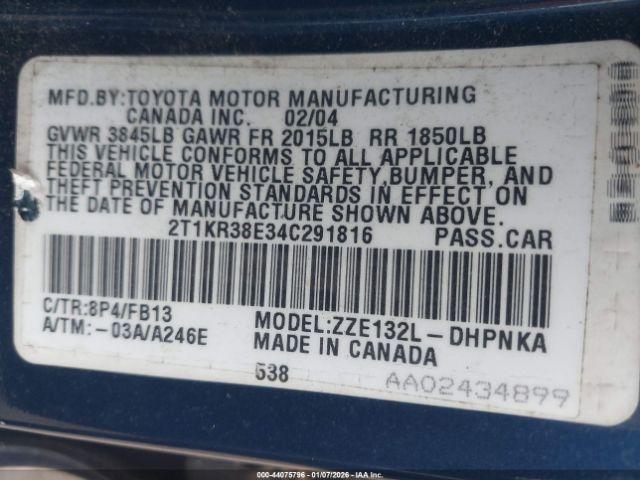 MFD.BY:TOYOTA MOTOR MANUFACTURING
CANADA INC. 02/04
GVWR 3845LB GAWR FR 2015LB RR 1850LB
THIS VEHICLE CONFORMS TO ALL APPLICABLE
FEDERAL MOTOR VEHICLE SAFETY,BUMPER, AND
THEFT PREVENTION STANDARDS IN EFFECT ON
THE DATE OF MANUFACTURE SHOWN ABOVE.
2T1KR38E34C291816 PASS.CAR
C/TR:8P4/FB13
A/TM:-03A/A246E
MODEL:ZZE132L-DHPNKA
MADE IN CANADA
538
AA02434899
000-44075796 - 01/07/2026 - IAAI.COM